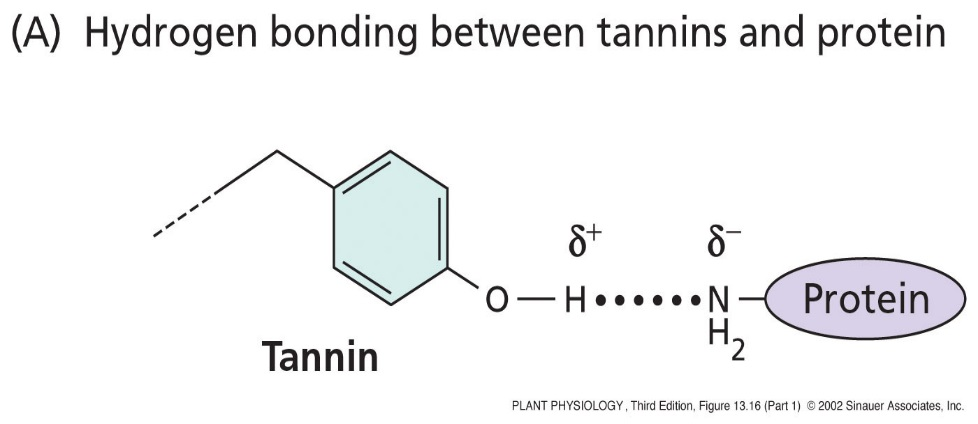 (A) Hydrogen bonding between tannins and protein
δ+ δ−
O H N Protein
H2
Tannin
PLANT PHYSIOLOGY, Third Edition, Figure 13.16 (Part 1) © 2002 Sinauer Associates, Inc.